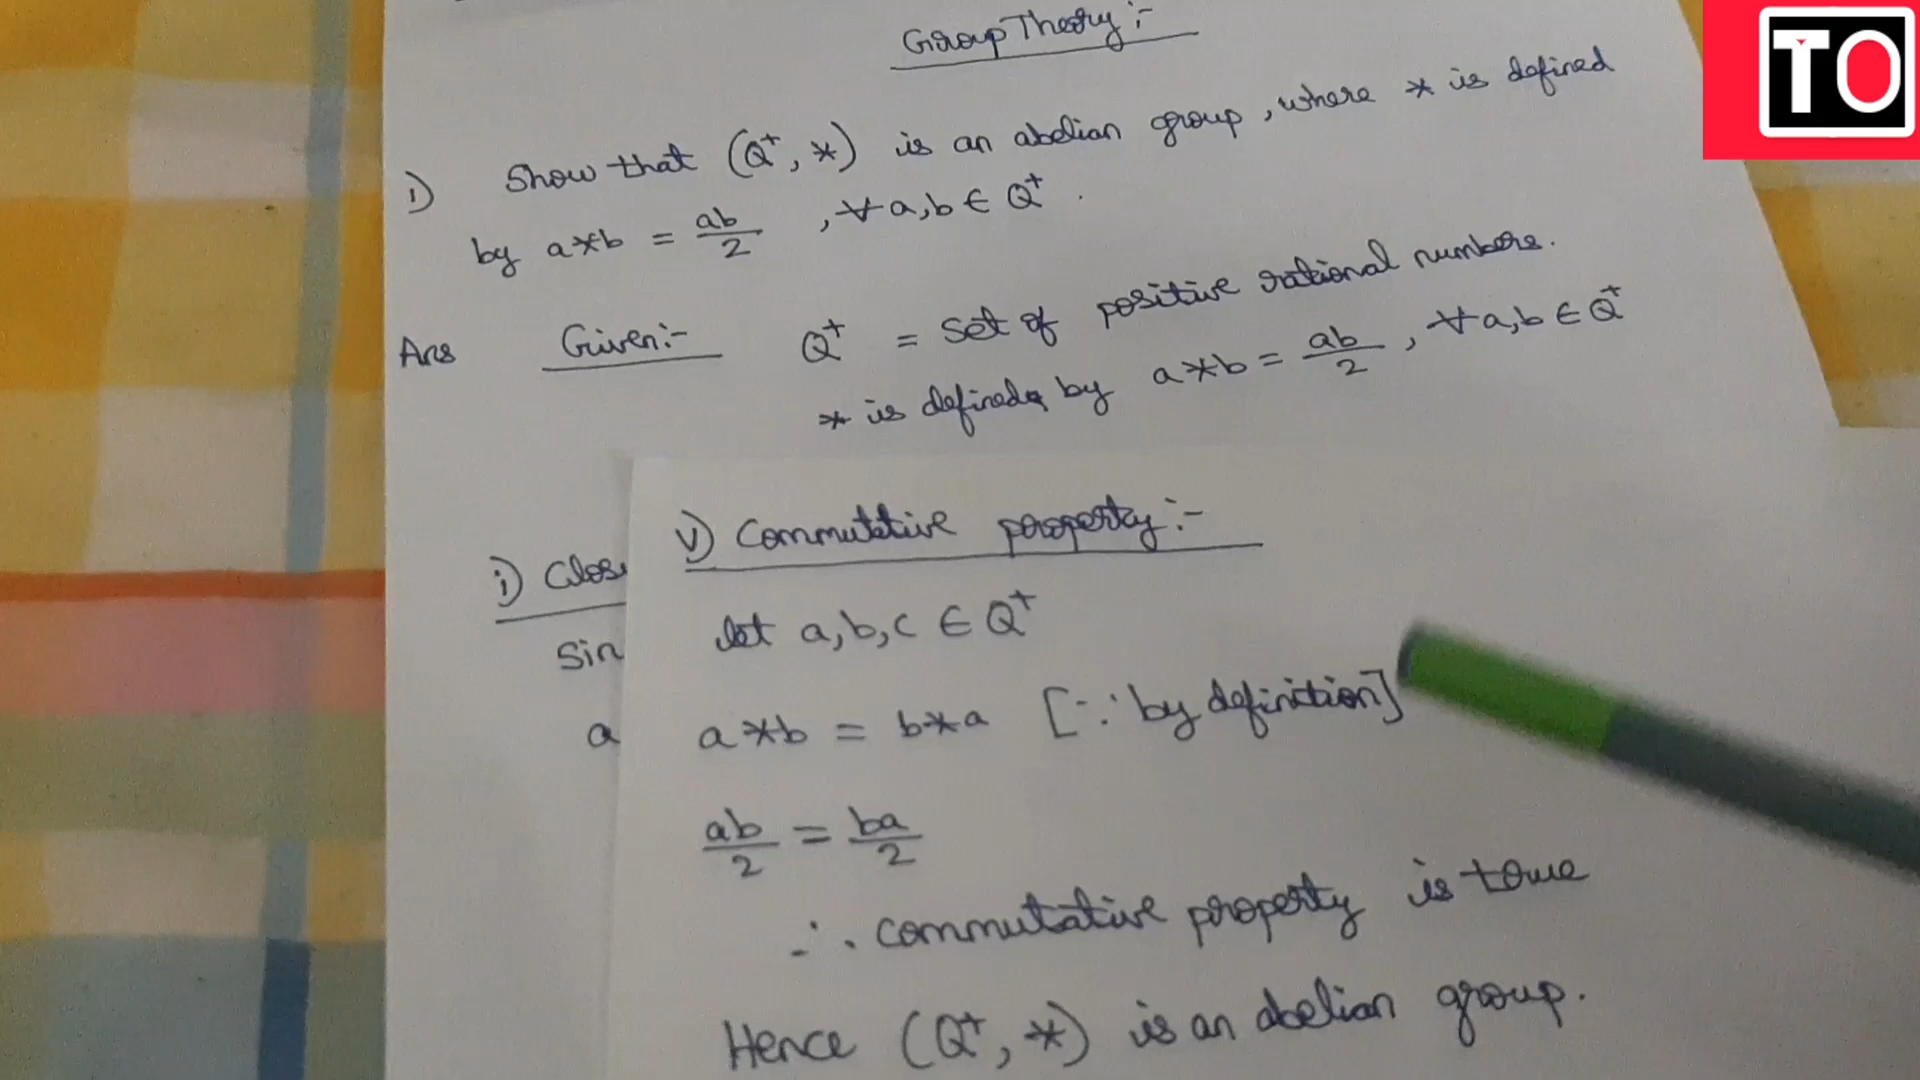 TO
Group Theory :-
1) Show that (Q⁺, *) is an abelian group, where * is defined
by a*b = ab/2 , ∀ a,b ∈ Q⁺ .
Ans Given:- Q⁺ = Set of positive rational numbers.
* is defined by a*b = ab/2 , ∀ a,b ∈ Q⁺
i) Clos
Sin
a
v) Commutative property :-
let a,b,c ∈ Q⁺
a*b = b*a [∵ by definition]
ab/2 = ba/2
∴ commutative property is true
Hence (Q⁺, *) is an abelian group.